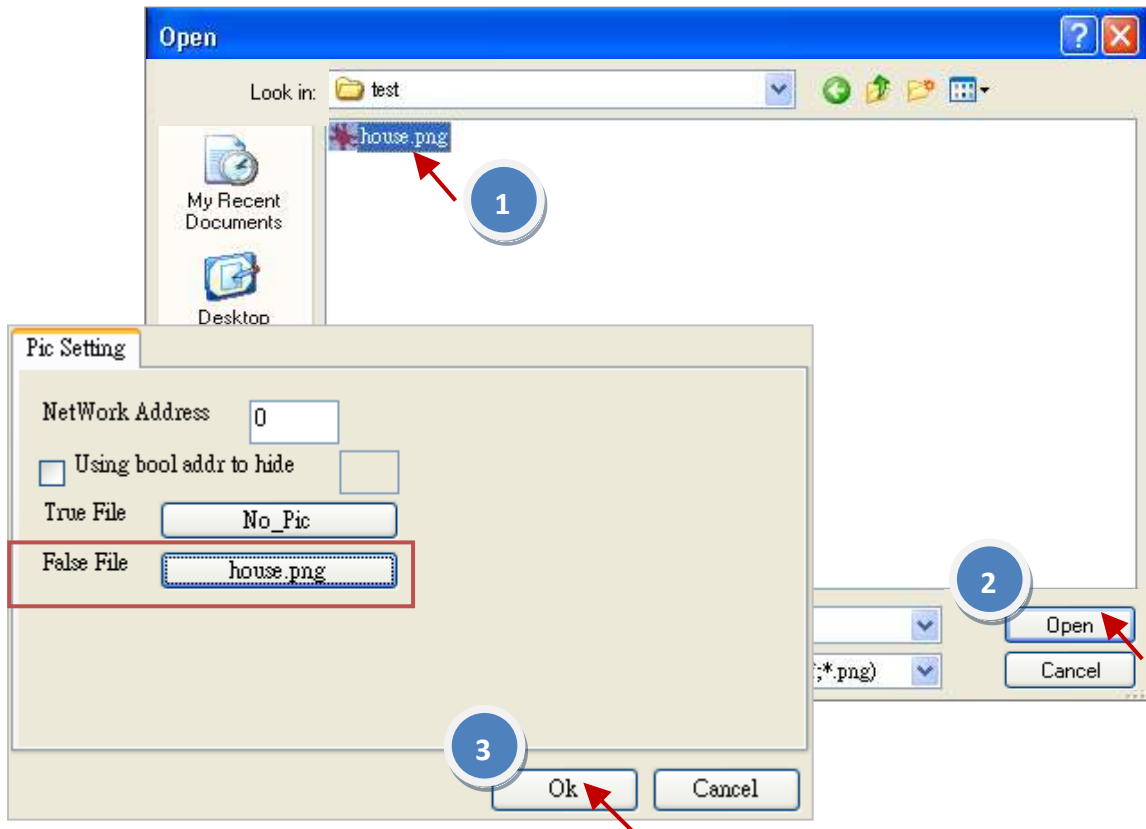 Open
Look in: test
house.png
1
My Recent
Documents
Desktop
Pic Setting
NetWork Address 0
Using bool addr to hide
True File No_Pic
False File house.png
2
Open
;*.png) Cancel
3
Ok Cancel